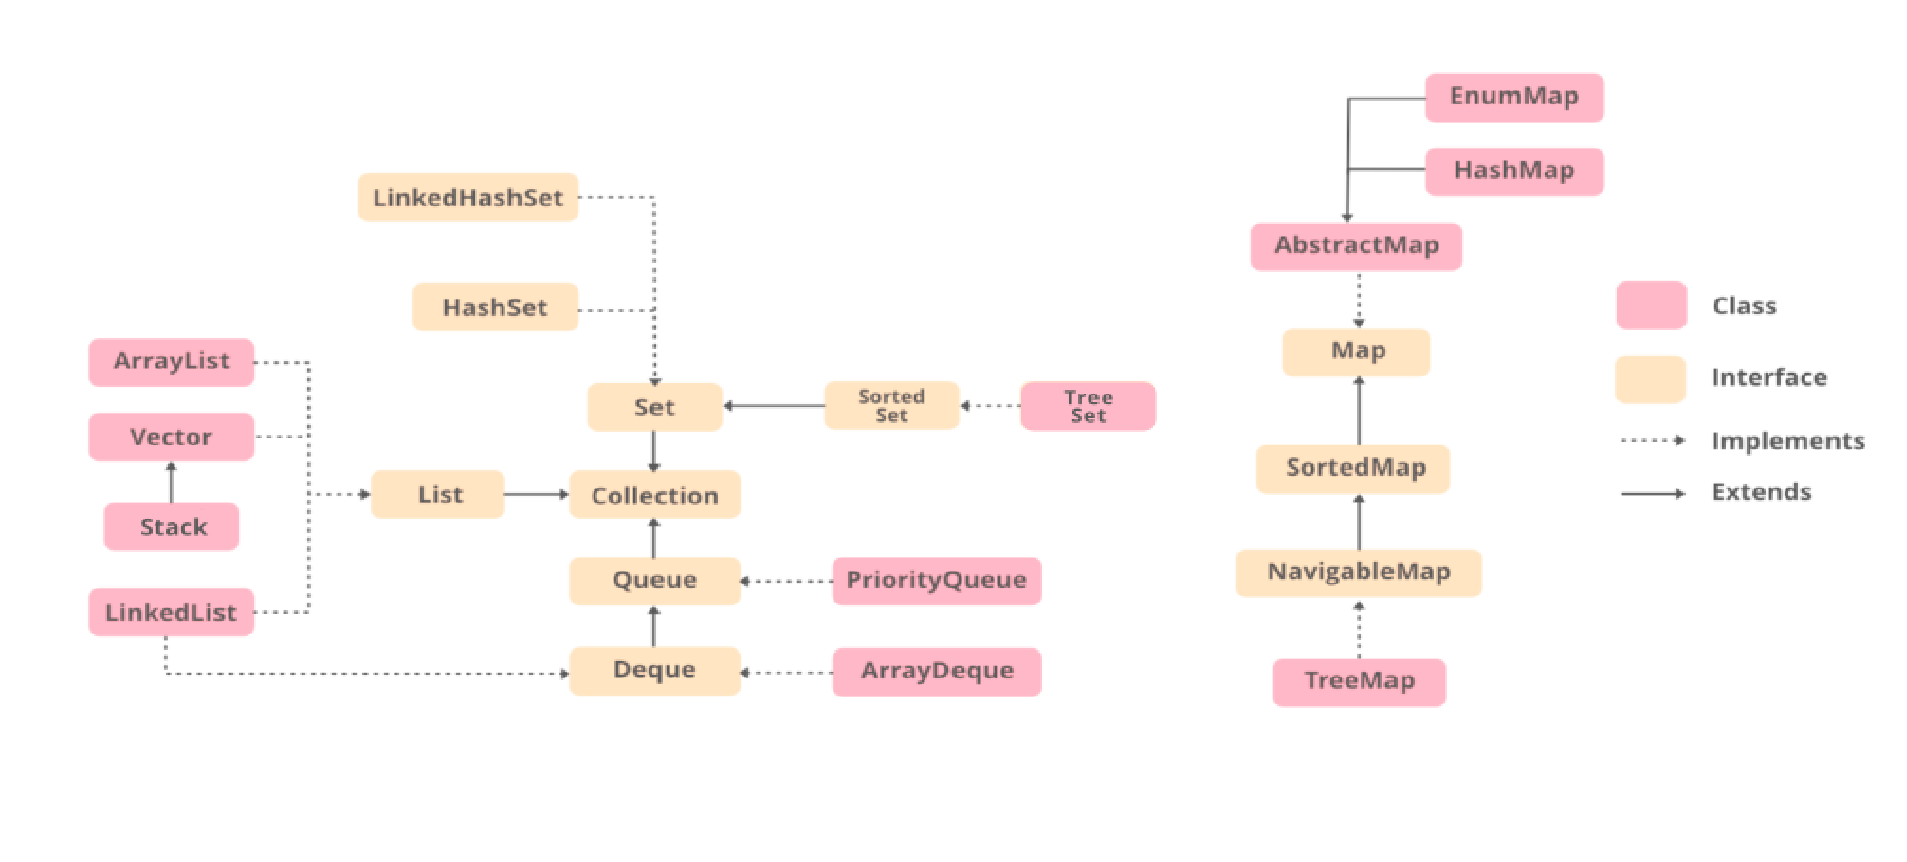 EnumMap
HashMap
LinkedHashSet
AbstractMap
HashSet
Class
ArrayList
Map
Interface
Set
Sorted
Set
Tree
Set
Vector
Implements
List
Collection
SortedMap
Extends
Stack
Queue
PriorityQueue
NavigableMap
LinkedList
Deque
ArrayDeque
TreeMap